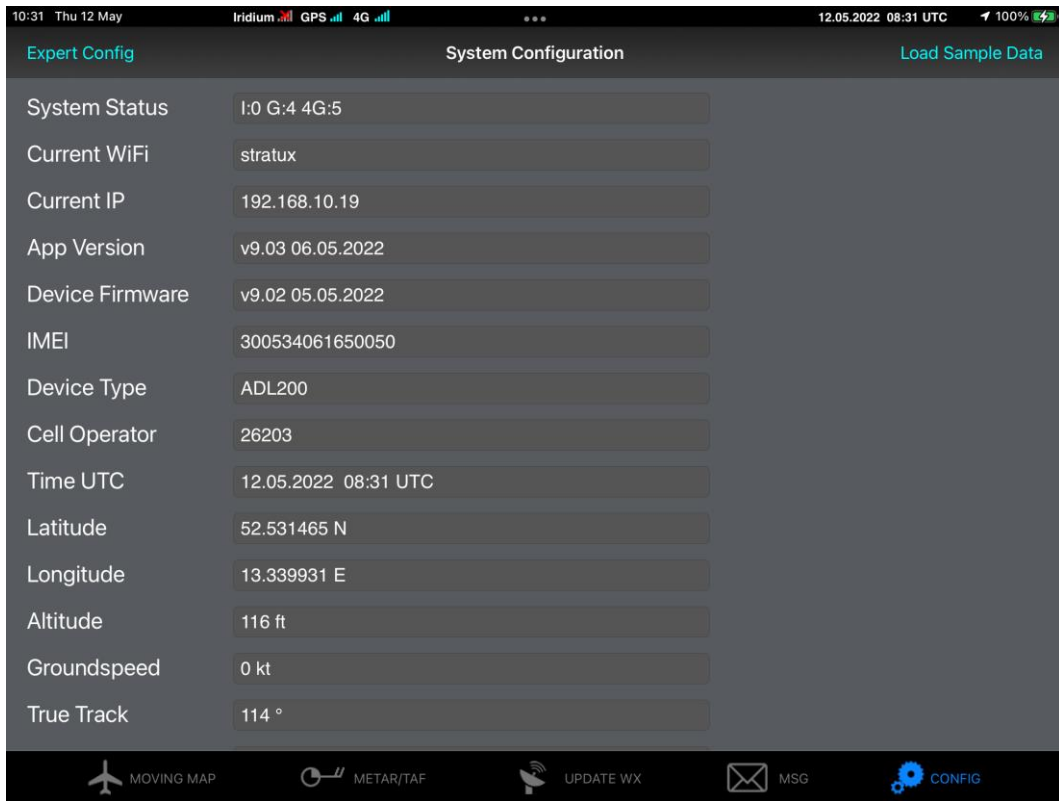 10:31 Thu 12 May Iridium GPS 4G 12.05.2022 08:31 UTC 100%
Expert Config System Configuration Load Sample Data
System Status I:0 G:4 4G:5
Current WiFi stratux
Current IP 192.168.10.19
App Version v9.03 06.05.2022
Device Firmware v9.02 05.05.2022
IMEI 300534061650050
Device Type ADL200
Cell Operator 26203
Time UTC 12.05.2022 08:31 UTC
Latitude 52.531465 N
Longitude 13.339931 E
Altitude 116 ft
Groundspeed 0 kt
True Track 114 °
MOVING MAP METAR/TAF UPDATE WX MSG CONFIG